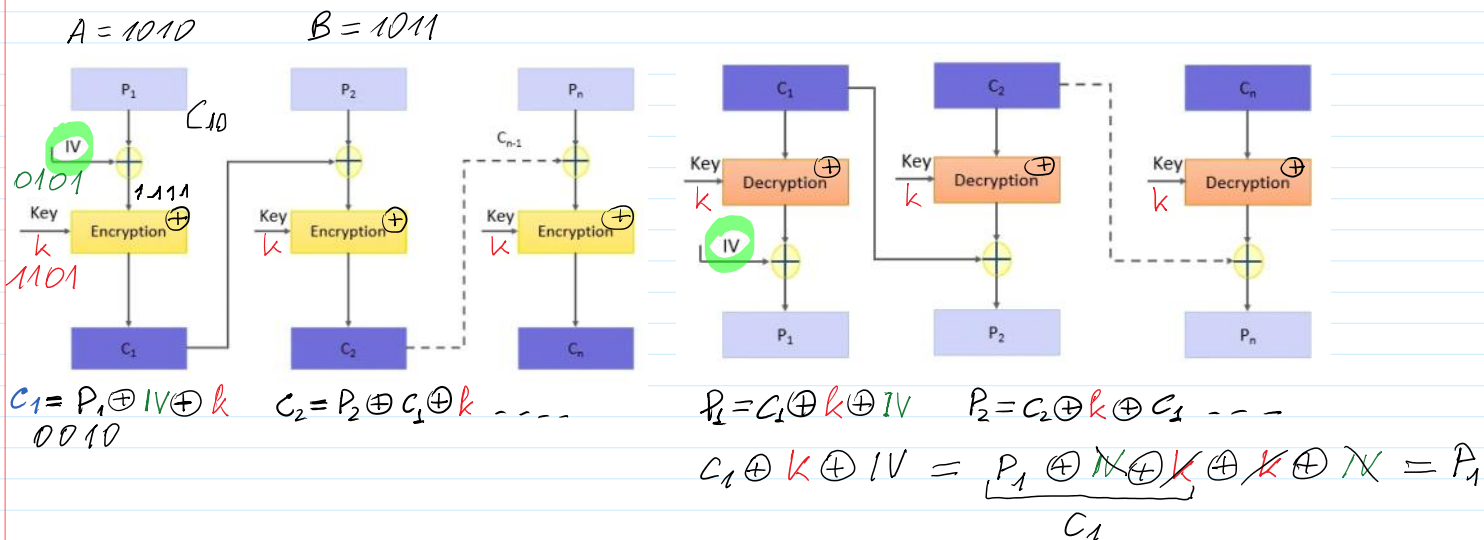 A = 1010 B = 1011
P₁ P₂ Pₙ
C10
IV Cₙ₋₁
0101 1111
Key Encryption ⊕ Key Encryption ⊕ Key Encryption ⊕
k k k
1101
C₁ C₂ Cₙ
C₁ = P₁ ⊕ IV ⊕ k C₂ = P₂ ⊕ C₁ ⊕ k ----
0010
C₁ C₂ Cₙ
Key Decryption ⊕ Key Decryption ⊕ Key Decryption ⊕
k k k
IV
P₁ P₂ Pₙ
P₁ = C₁ ⊕ k ⊕ IV P₂ = C₂ ⊕ k ⊕ C₁ ---
C₁ ⊕ k ⊕ IV = P₁ ⊕ IV ⊕ k ⊕ k ⊕ IV = P₁
C₁